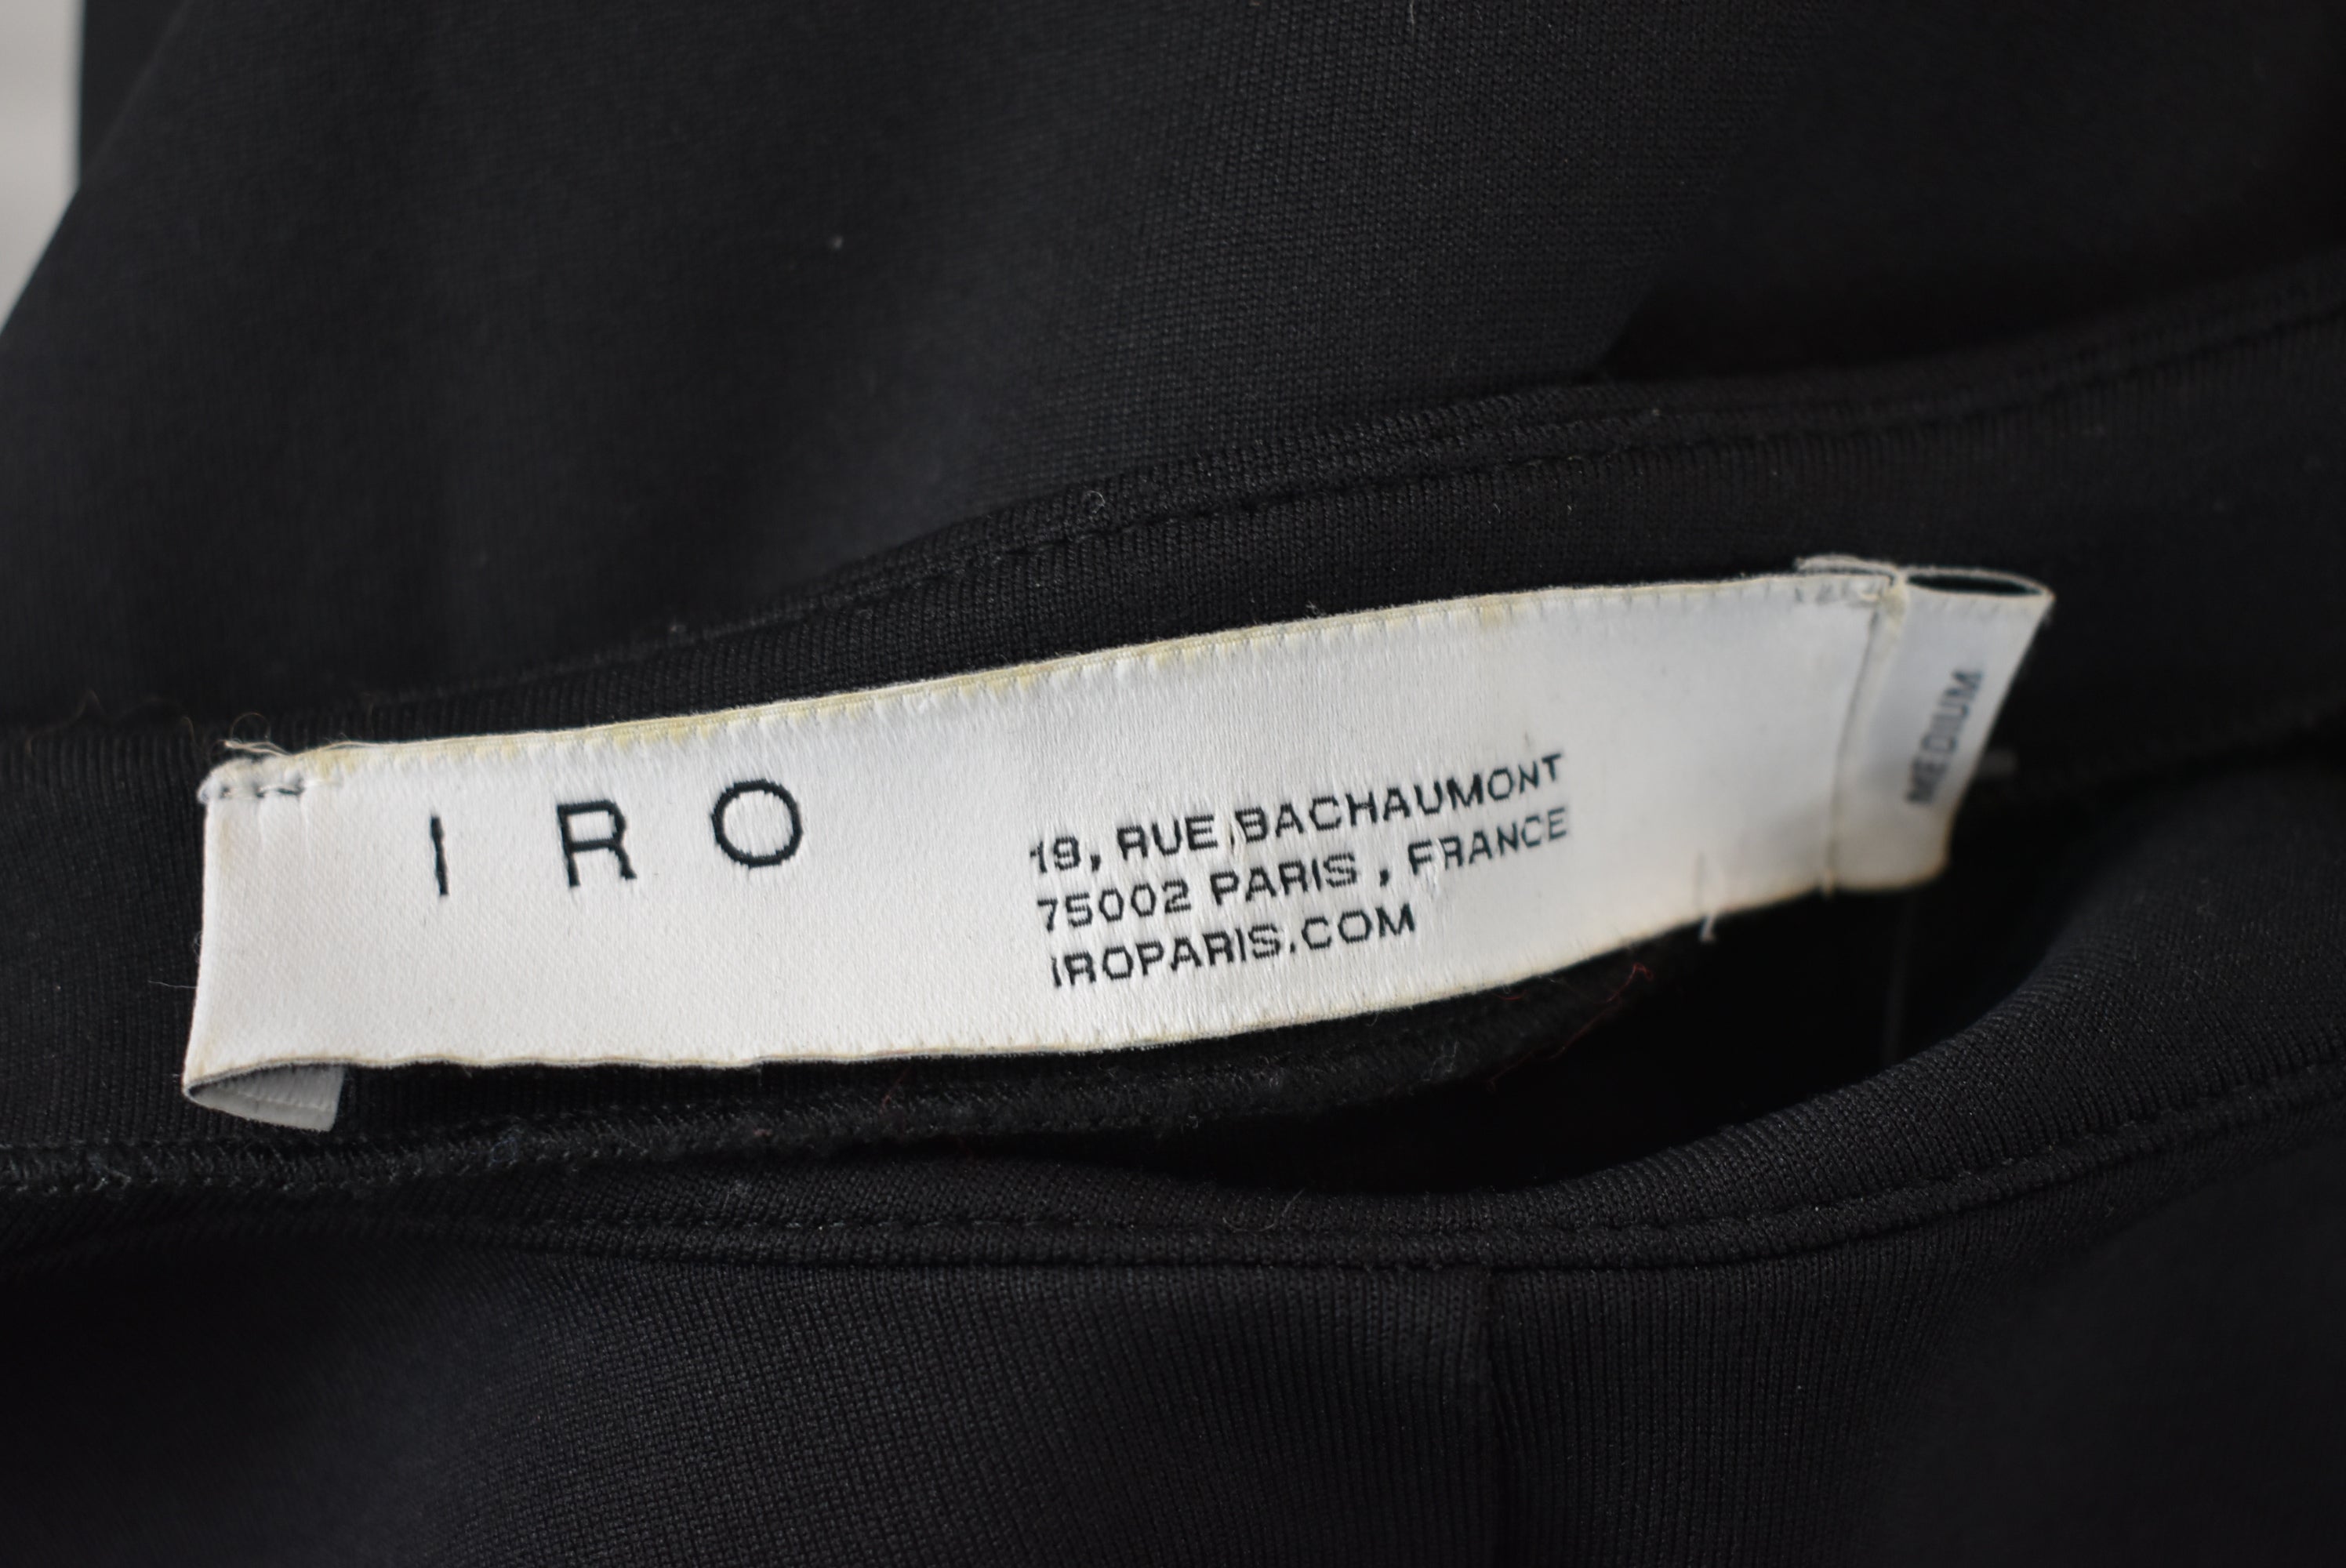 IRO
19, RUE BACHAUMONT
75002 PARIS , FRANCE
IROPARIS.COM
MEDIUM